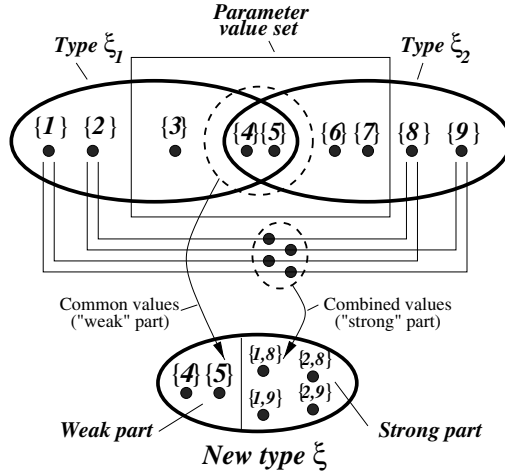 Parameter
value set
Type ξ1
Type ξ2
{1} {2} {3} {4}{5} {6}{7} {8} {9}
Common values
("weak" part)
Combined values
("strong" part)
{4} {5} {1,8} {2,8}
{1,9} {2,9}
Weak part
Strong part
New type ξ